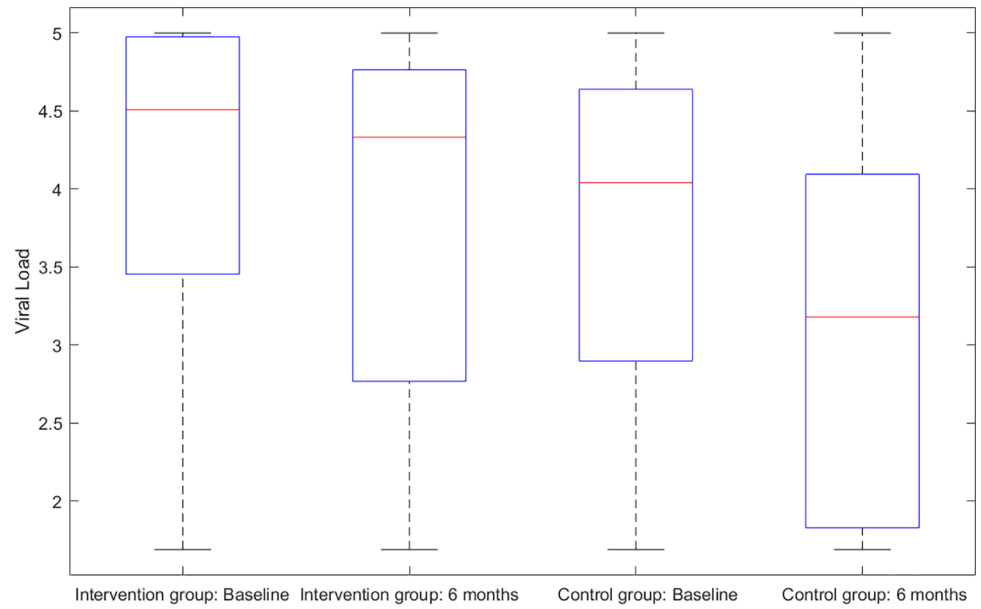 Viral Load
5
4.5
4
3.5
3
2.5
2
Intervention group: Baseline
Intervention group: 6 months
Control group: Baseline
Control group: 6 months